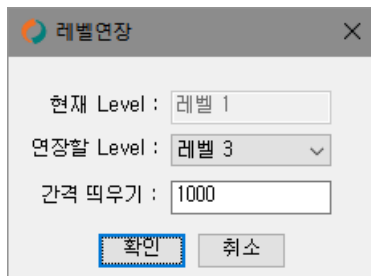 레벨연장
현재 Level : 레벨 1
연장할 Level : 레벨 3
간격 띄우기 : 1000
확인 취소